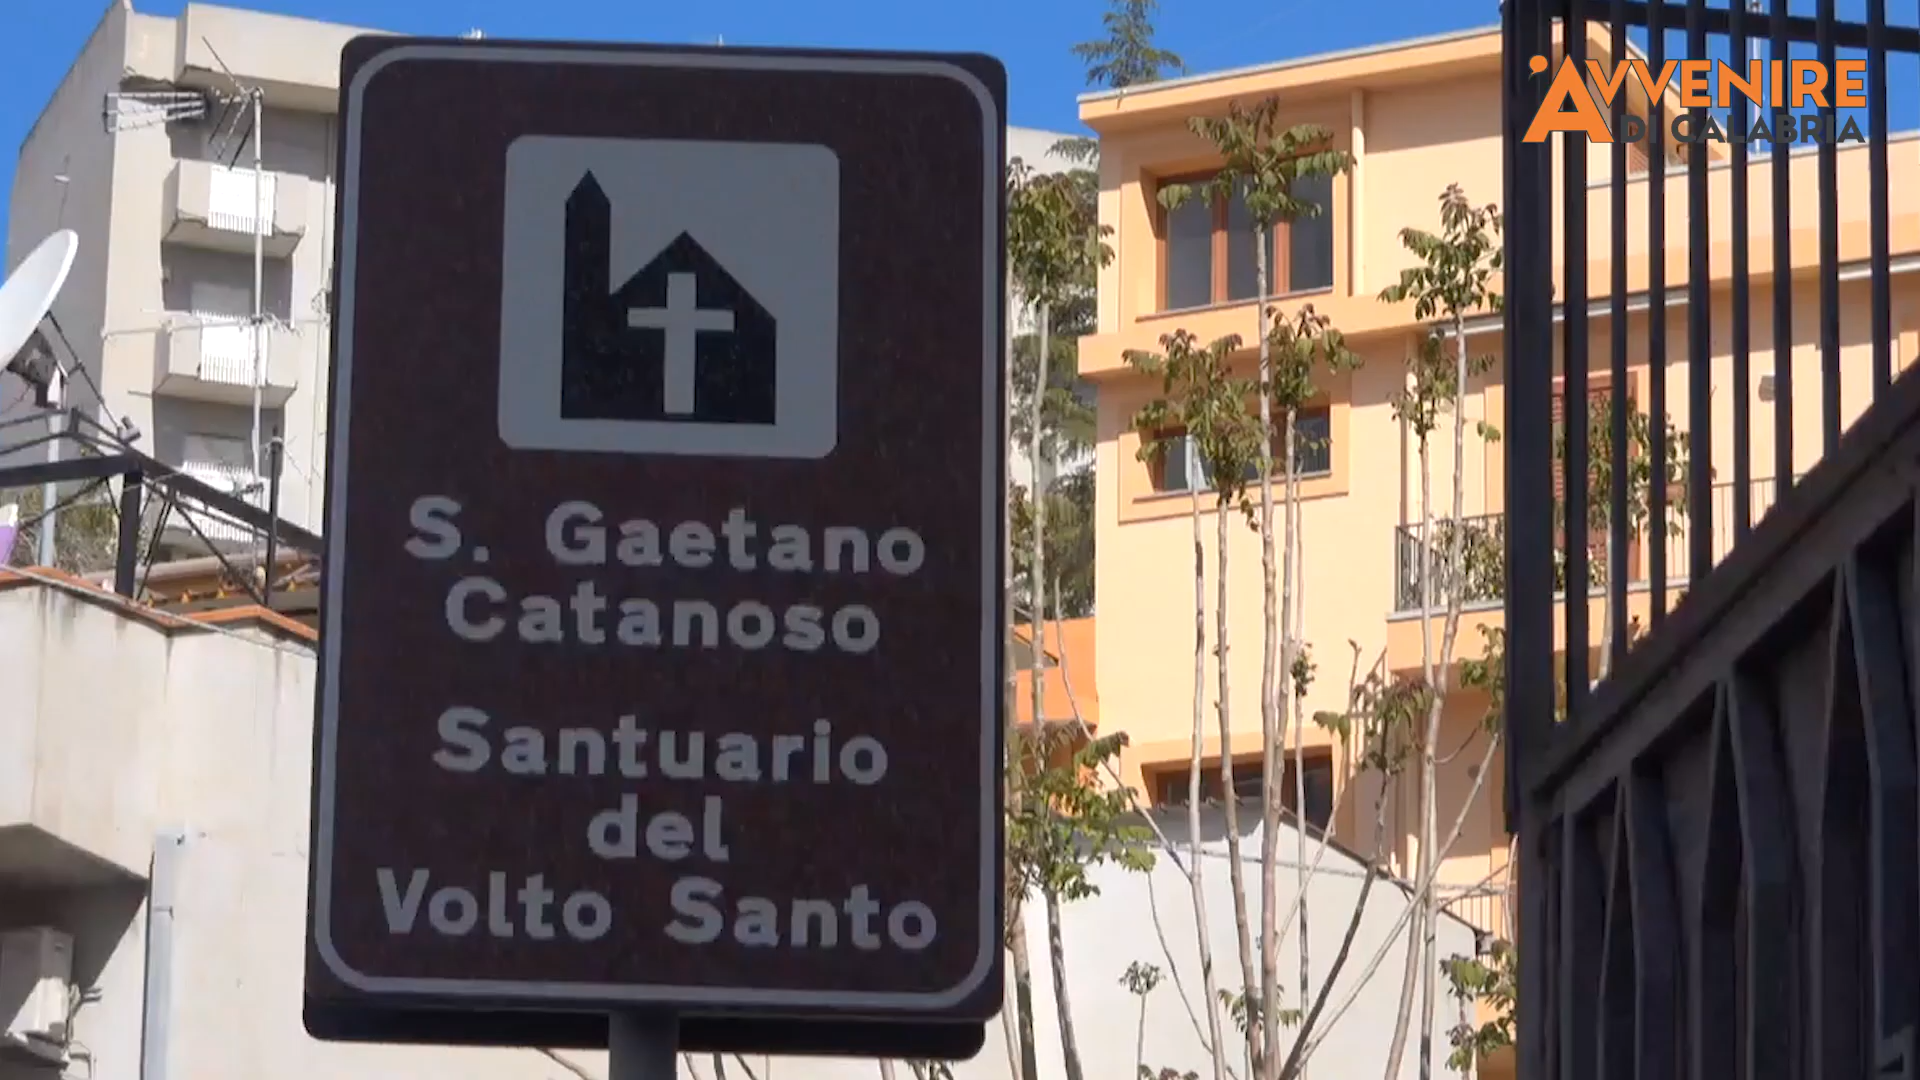 S. Gaetano
Catanoso
Santuario
del
Volto Santo
AVVENIRE
DI CALABRIA